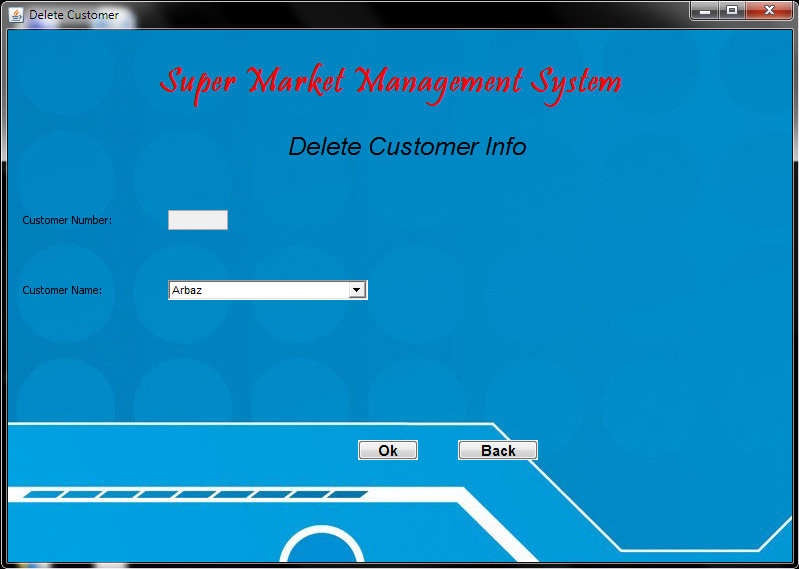 Delete Customer
Super Market Management System
Delete Customer Info
Customer Number:
Customer Name: Arbaz
Ok Back